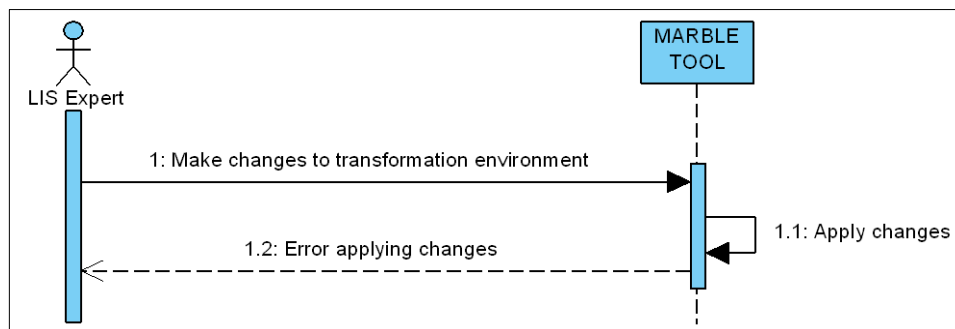 MARBLE
TOOL
LIS Expert
1: Make changes to transformation environment
1.1: Apply changes
1.2: Error applying changes